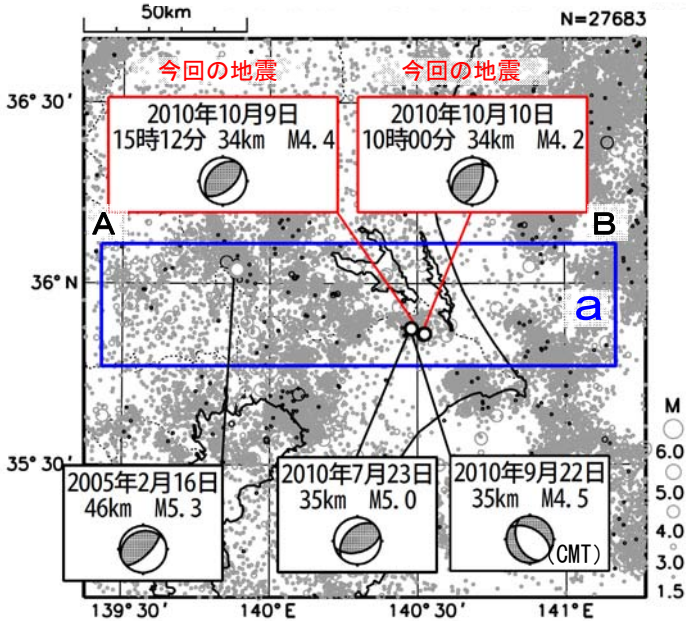 50km
N=27683
今回の地震
今回の地震
36°30′
2010年10月9日
15時12分 34km M4.4
2010年10月10日
10時00分 34km M4.2
A
B
36°N
a
35°30′
2005年2月16日
46km M5.3
2010年7月23日
35km M5.0
2010年9月22日
35km M4.5
(CMT)
M
6.0
5.0
4.0
3.0
1.5
139°30′
140°E
140°30′
141°E